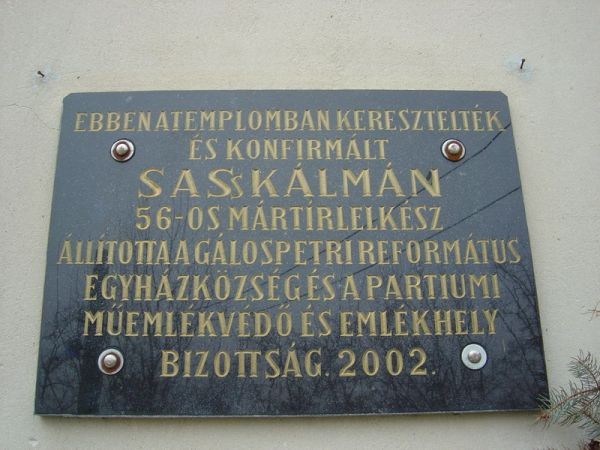 EBBEN A TEMPLOMBAN KERESZTELTÉK
ÉS KONFIRMÁLT
SASS KÁLMÁN
56-OS MÁRTÍRLELKÉSZ
ÁLLÍTOTTA A GÁLOSPETRI REFORMÁTUS
EGYHÁZKÖZSÉG ÉS A PARTIUMI
MŰEMLÉKVEDŐ ÉS EMLÉKHELY
BIZOTTSÁG. 2002.